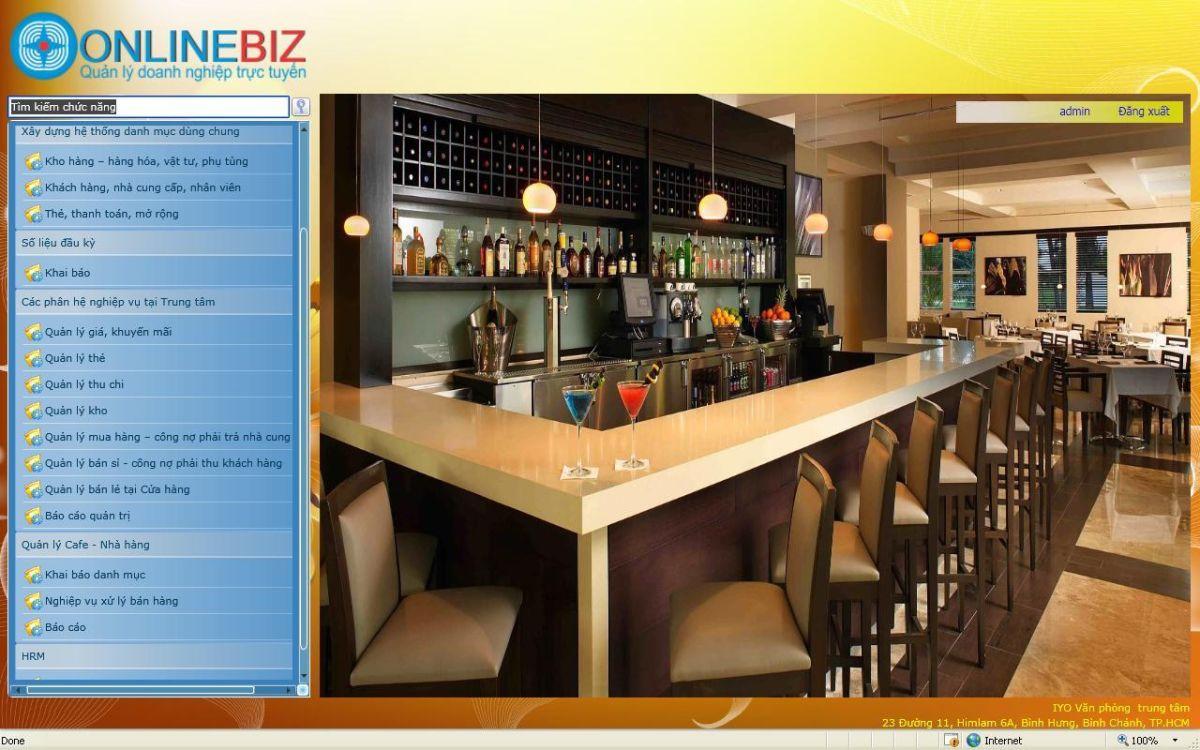 ONLINEBIZ
Quản lý doanh nghiệp trực tuyến
Tìm kiếm chức năng
admin Đăng xuất
Xây dựng hệ thống danh mục dùng chung
Kho hàng – hàng hóa, vật tư, phụ tùng
Khách hàng, nhà cung cấp, nhân viên
Thẻ, thanh toán, mở rộng
Số liệu đầu kỳ
Khai báo
Các phân hệ nghiệp vụ tại Trung tâm
Quản lý giá, khuyến mãi
Quản lý thẻ
Quản lý thu chi
Quản lý kho
Quản lý mua hàng – công nợ phải trả nhà cung
Quản lý bán sỉ - công nợ phải thu khách hàng
Quản lý bán lẻ tại Cửa hàng
Báo cáo quản trị
Quản lý Cafe - Nhà hàng
Khai báo danh mục
Nghiệp vụ xử lý bán hàng
Báo cáo
HRM
IYO Văn phòng trung tâm
23 Đường 11, Himlam 6A, Bình Hưng, Bình Chánh, TP.HCM
Done
Internet
100%